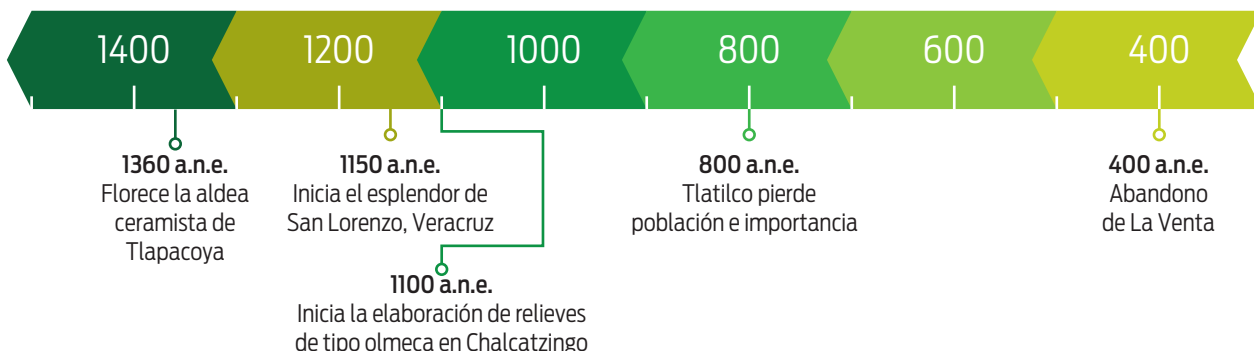 1400 1200 1000 800 600 400
1360 a.n.e.
Florece la aldea
ceramista de
Tlapacoya
1150 a.n.e.
Inicia el esplendor de
San Lorenzo, Veracruz
1100 a.n.e.
Inicia la elaboración de relieves
de tipo olmeca en Chalcatzingo
800 a.n.e.
Tlatilco pierde
población e importancia
400 a.n.e.
Abandono
de La Venta